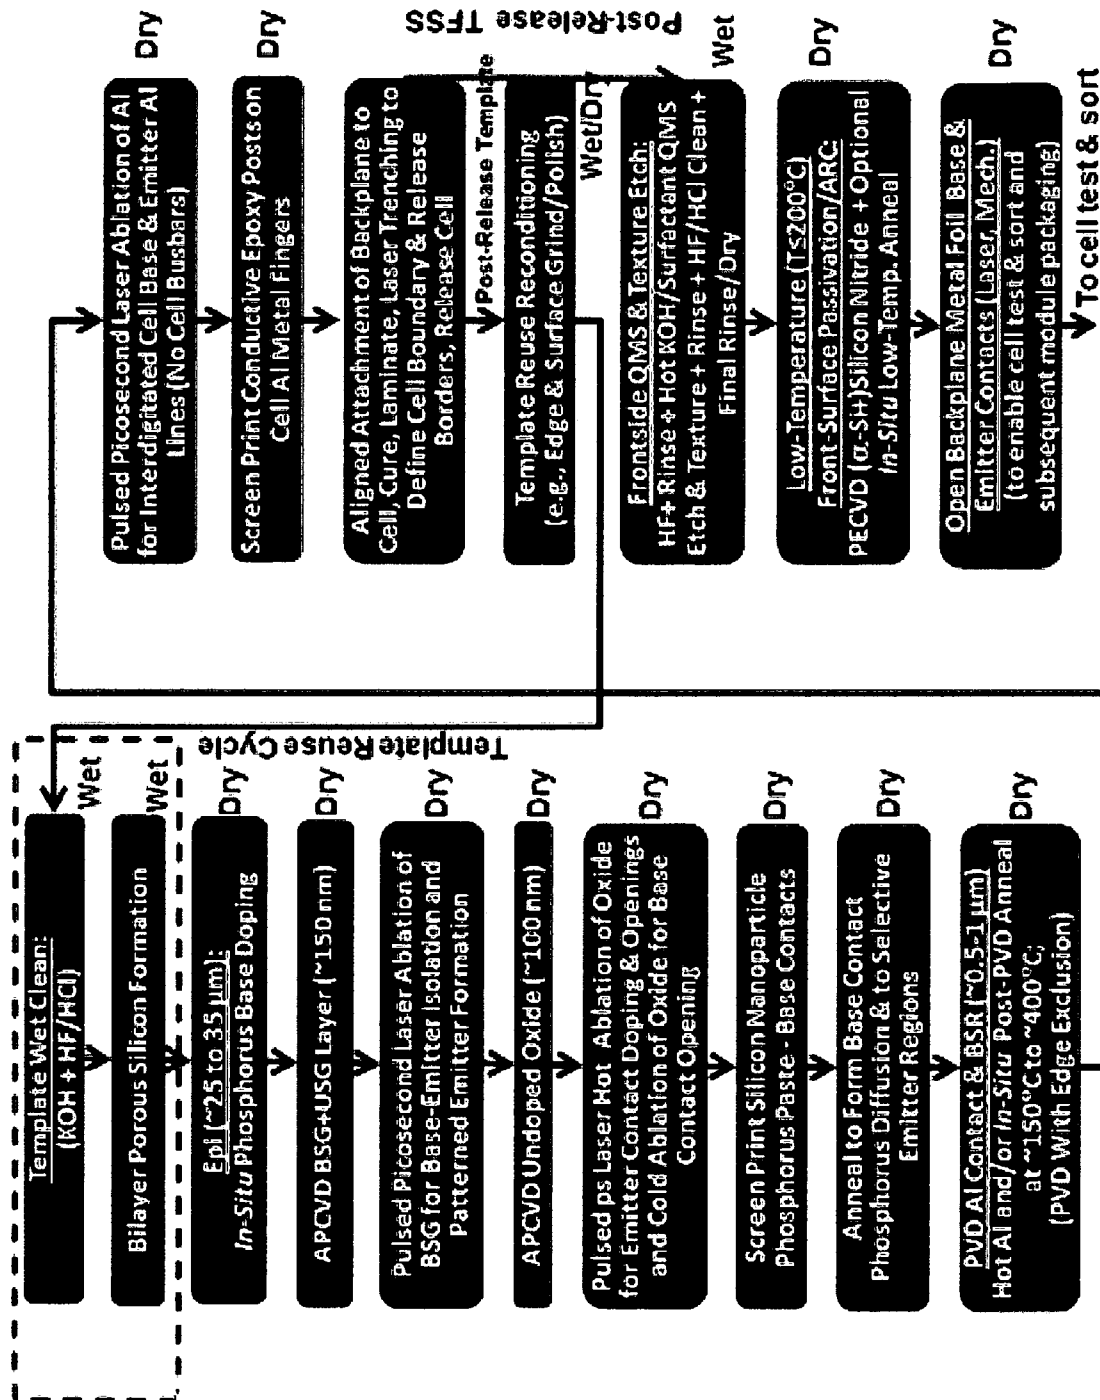 Template Wet Clean:
(KOH + HF/HCl)
Wet
Bilayer Porous Silicon Formation
Wet
Epi (~25 to 35 μm):
In-Situ Phosphorus Base Doping
Dry
APCVD BSG+USG Layer (~150 nm)
Dry
Pulsed Picosecond Laser Ablation of
BSG for Base-Emitter Isolation and
Patterned Emitter Formation
Dry
APCVD Undoped Oxide (~100 nm)
Dry
Pulsed ps Laser Hot Ablation of Oxide
for Emitter Contact Doping & Openings
and Cold Ablation of Oxide for Base
Contact Opening
Dry
Screen Print Silicon Nanoparticle
Phosphorus Paste - Base Contacts
Dry
Anneal to Form Base Contact
Phosphorus Diffusion & to Selective
Emitter Regions
Dry
PVD Al Contact & BSR (~0.5-1 μm)
Hot Al and/or In-Situ Post-PVD Anneal
at ~150°C to ~400°C;
(PVD With Edge Exclusion)
Dry
Template Reuse Cycle
Pulsed Picosecond Laser Ablation of Al
for Interdigitated Cell Base & Emitter Al
Lines (No Cell Busbars)
Dry
Screen Print Conductive Epoxy Posts on
Cell Al Metal Fingers
Dry
Aligned Attachment of Backplane to
Cell, Cure, Laminate, Laser Trenching to
Define Cell Boundary & Release
Borders, Release Cell
Post-Release Template
Post-Release TFSS
Template Reuse Reconditioning
(e.g., Edge & Surface Grind/Polish)
Wet/Dry
Frontside QMS & Texture Etch:
HF+ Rinse + Hot KOH/Surfactant QMS
Etch & Texture + Rinse + HF/HCl Clean +
Final Rinse/Dry
Wet
Low-Temperature (T≤200°C)
Front-Surface Passivation/ARC:
PECVD (α-SiH)Silicon Nitride + Optional
In-Situ Low-Temp. Anneal
Dry
Open Backplane Metal Foil Base &
Emitter Contacts (Laser, Mech.)
(to enable cell test & sort and
subsequent module packaging)
Dry
To cell test & sort